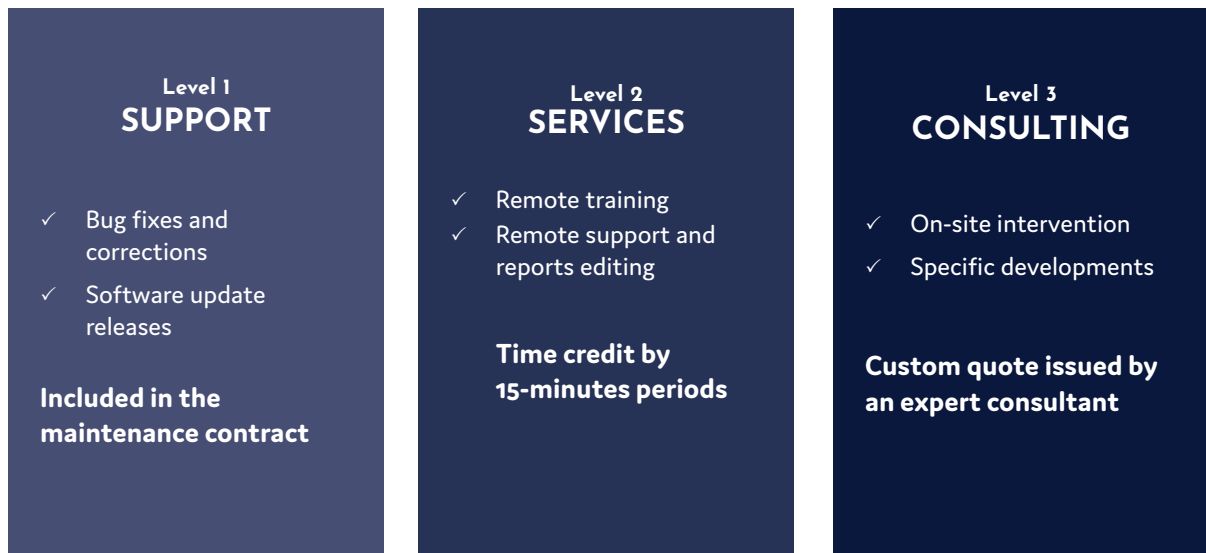 Level 1
SUPPORT
✓ Bug fixes and
corrections
✓ Software update
releases
Included in the
maintenance contract
Level 2
SERVICES
✓ Remote training
✓ Remote support and
reports editing
Time credit by
15-minutes periods
Level 3
CONSULTING
✓ On-site intervention
✓ Specific developments
Custom quote issued by
an expert consultant